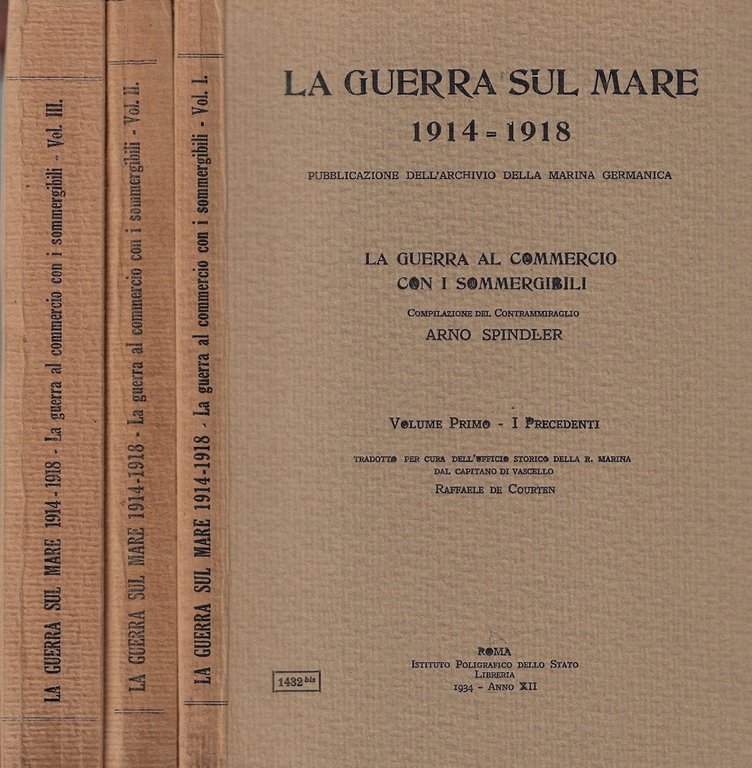 LA GUERRA SUL MARE 1914-1918 - La guerra al commercio con i sommergibili - Vol. III.
LA GUERRA SUL MARE 1914-1918 - La guerra al commercio con i sommergibili - Vol. II.
LA GUERRA SUL MARE 1914-1918 - La guerra al commercio con i sommergibili - Vol. I.
LA GUERRA SUL MARE
1914-1918
PUBBLICAZIONE DELL'ARCHIVIO DELLA MARINA GERMANICA
LA GUERRA AL COMMERCIO
CON I SOMMERGIBILI
COMPILAZIONE DEL CONTRAMMIRAGLIO
ARNO SPINDLER
VOLUME PRIMO - I PRECEDENTI
TRADOTTO PER CURA DELL'UFFICIO STORICO DELLA R. MARINA
DAL CAPITANO DI VASCELLO
RAFFAELE DE COURTEN
ROMA
ISTITUTO POLIGRAFICO DELLO STATO
LIBRERIA
1934 - ANNO XII
1432 bis